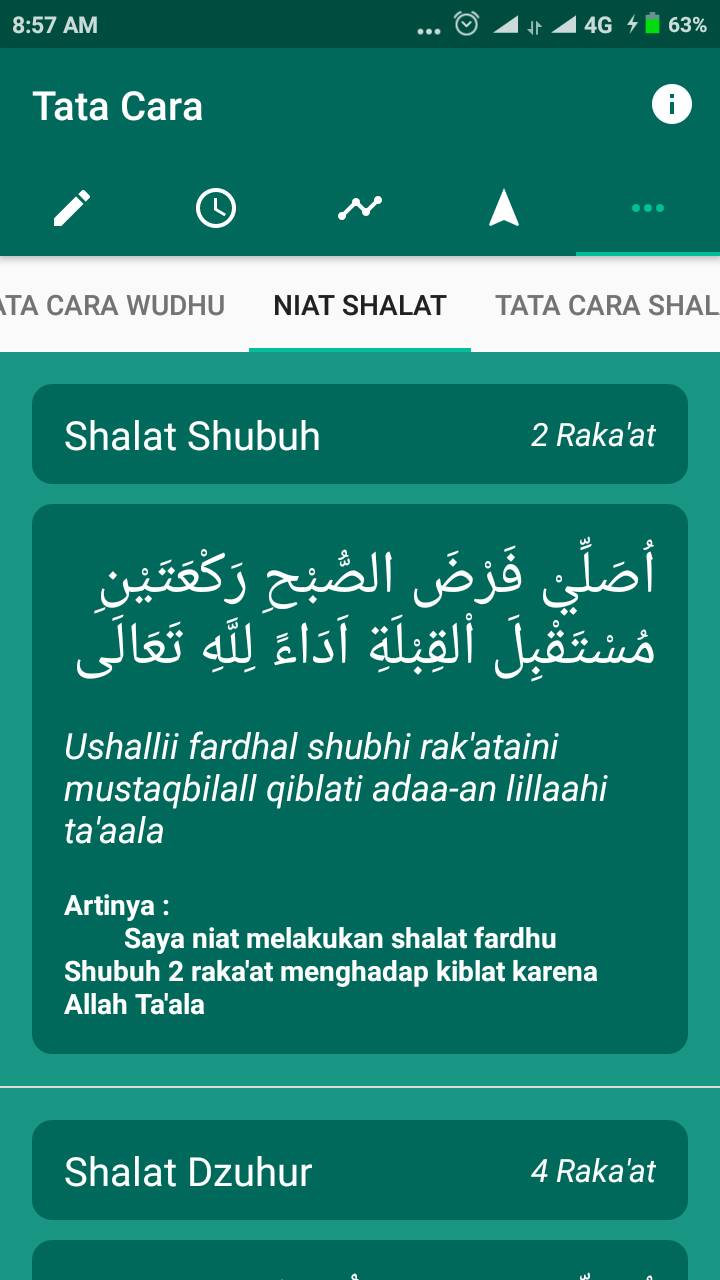 8:57 AM
4G
63%
Tata Cara
ATA CARA WUDHU
NIAT SHALAT
TATA CARA SHAL
Shalat Shubuh
2 Raka'at
اُصَلِّيْ فَرْضَ الصُّبْحِ رَكْعَتَيْنِ
مُسْتَقْبِلَ اْلقِبْلَةِ اَدَاءً لِلَّهِ تَعَالَى
Ushallii fardhal shubhi rak'ataini
mustaqbilall qiblati adaa-an lillaahi
ta'aala
Artinya :
Saya niat melakukan shalat fardhu
Shubuh 2 raka'at menghadap kiblat karena
Allah Ta'ala
Shalat Dzuhur
4 Raka'at